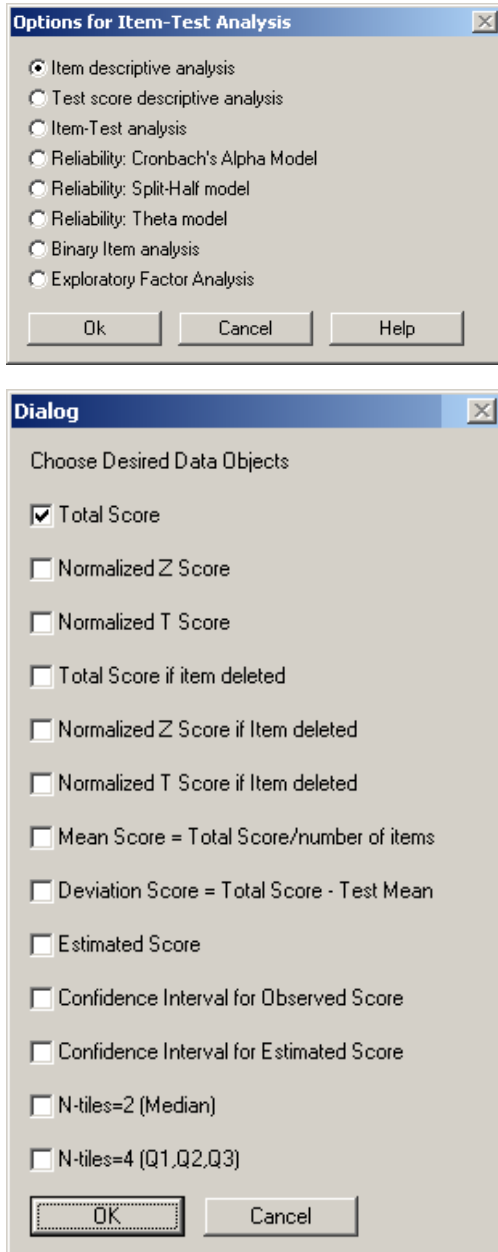 Options for Item-Test Analysis
Item descriptive analysis
Test score descriptive analysis
Item-Test analysis
Reliability: Cronbach's Alpha Model
Reliability: Split-Half model
Reliability: Theta model
Binary Item analysis
Exploratory Factor Analysis
Ok Cancel Help
Dialog
Choose Desired Data Objects
Total Score
Normalized Z Score
Normalized T Score
Total Score if item deleted
Normalized Z Score if Item deleted
Normalized T Score if Item deleted
Mean Score = Total Score/number of items
Deviation Score = Total Score - Test Mean
Estimated Score
Confidence Interval for Observed Score
Confidence Interval for Estimated Score
N-tiles=2 (Median)
N-tiles=4 (Q1,Q2,Q3)
OK Cancel